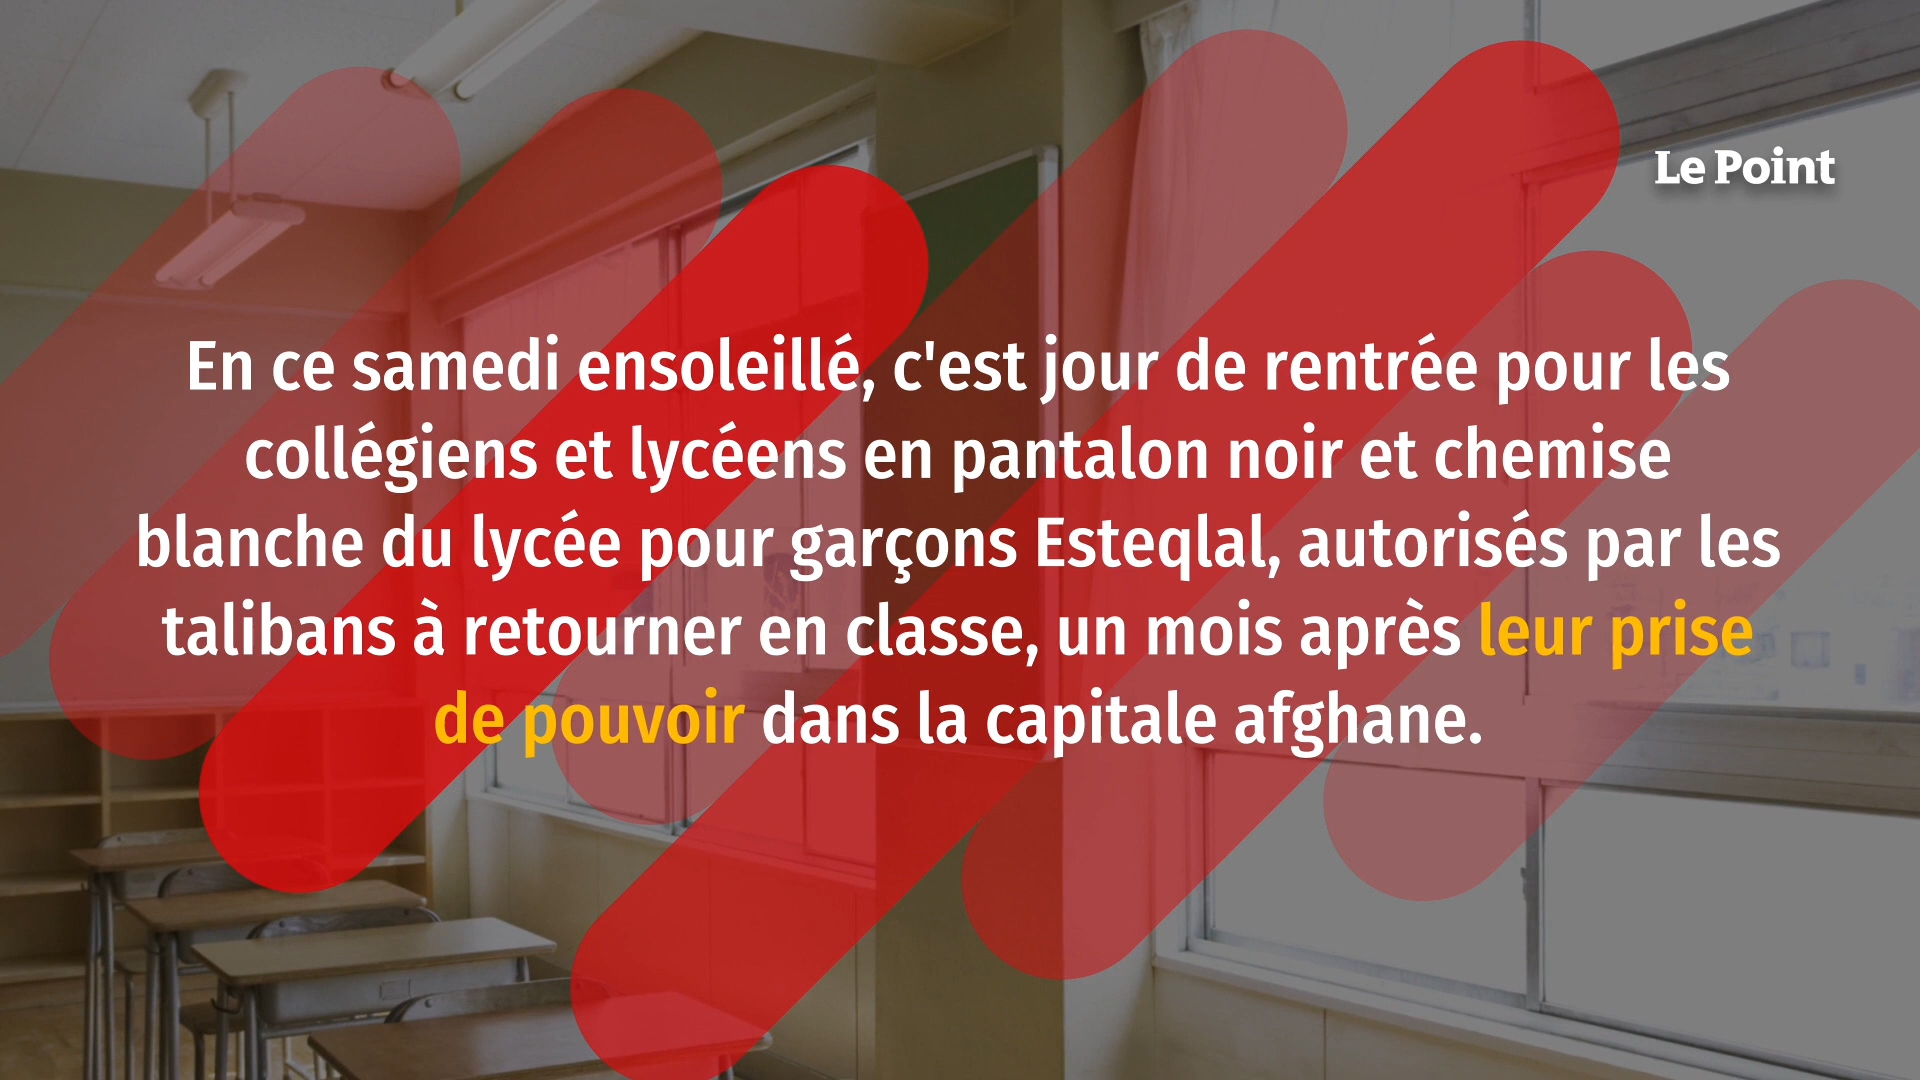 Le Point
En ce samedi ensoleillé, c'est jour de rentrée pour les
collégiens et lycéens en pantalon noir et chemise
blanche du lycée pour garçons Esteqlal, autorisés par les
talibans à retourner en classe, un mois après leur prise
de pouvoir dans la capitale afghane.